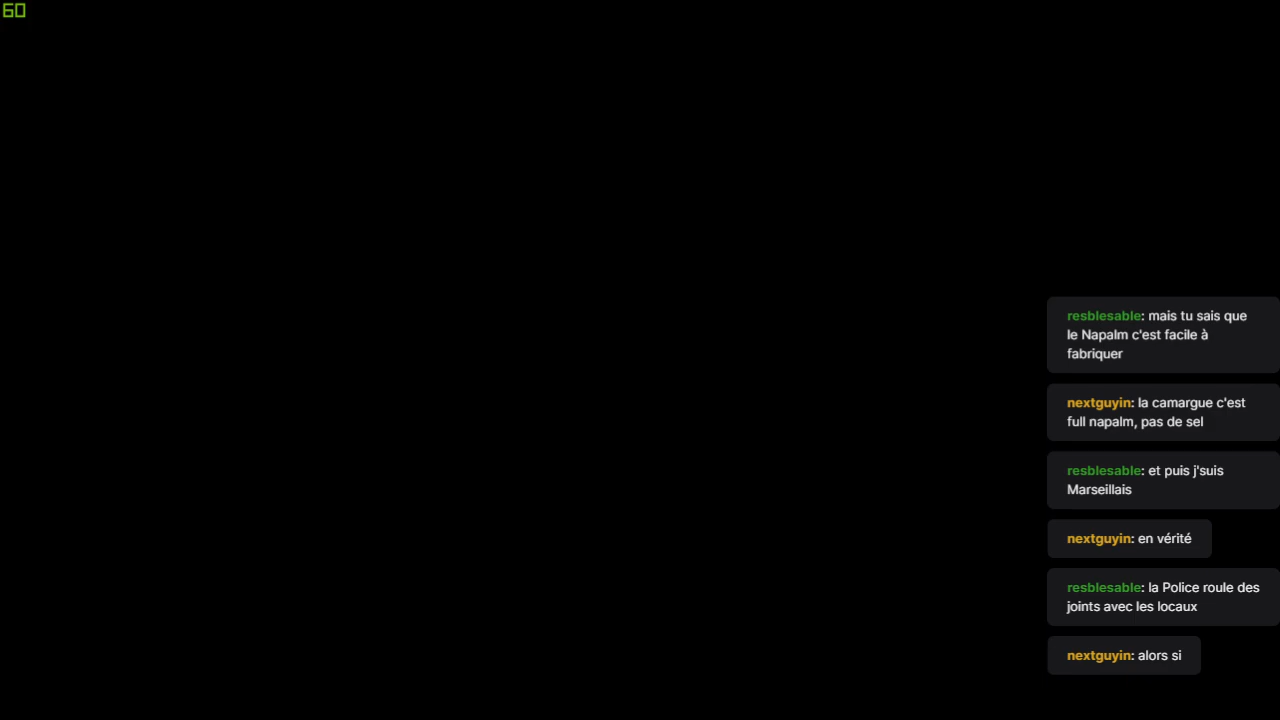 60
resblesable: mais tu sais que
le Napalm c'est facile à
fabriquer
nextguyin: la camargue c'est
full napalm, pas de sel
resblesable: et puis j'suis
Marseillais
nextguyin: en vérité
resblesable: la Police roule des
joints avec les locaux
nextguyin: alors si